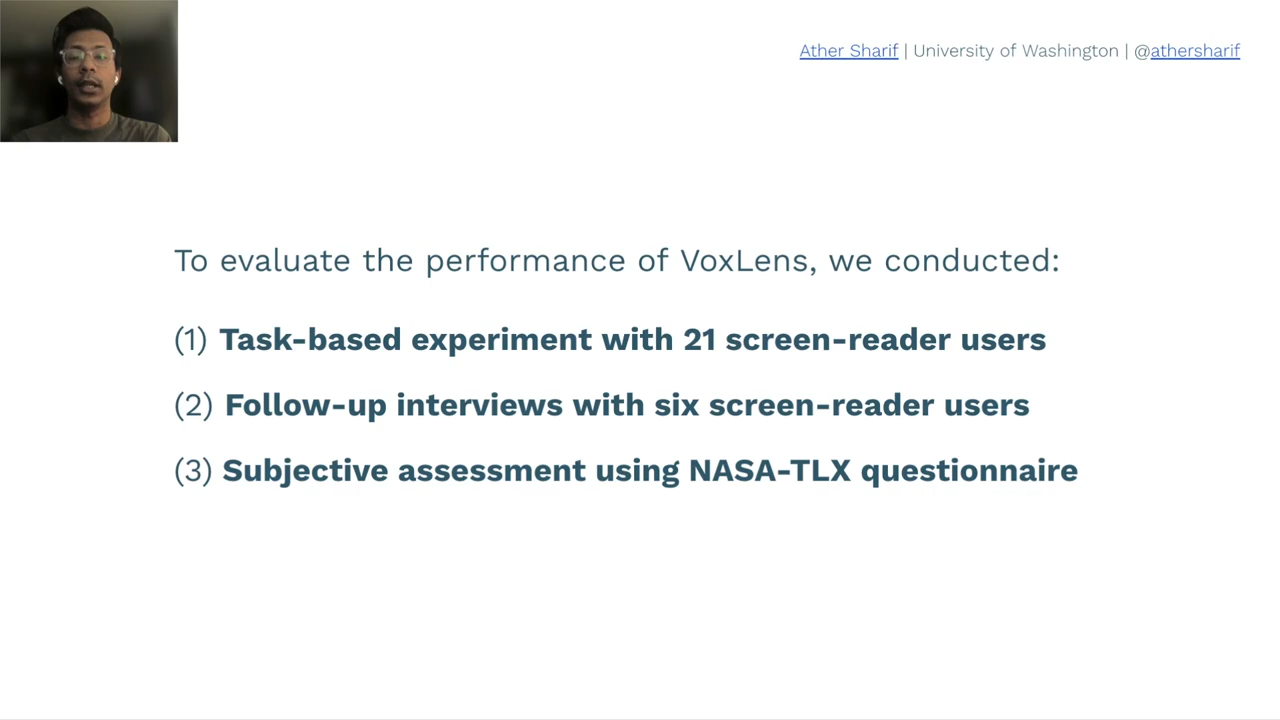 Ather Sharif | University of Washington | @athersharif
To evaluate the performance of VoxLens, we conducted:
(1) Task-based experiment with 21 screen-reader users
(2) Follow-up interviews with six screen-reader users
(3) Subjective assessment using NASA-TLX questionnaire